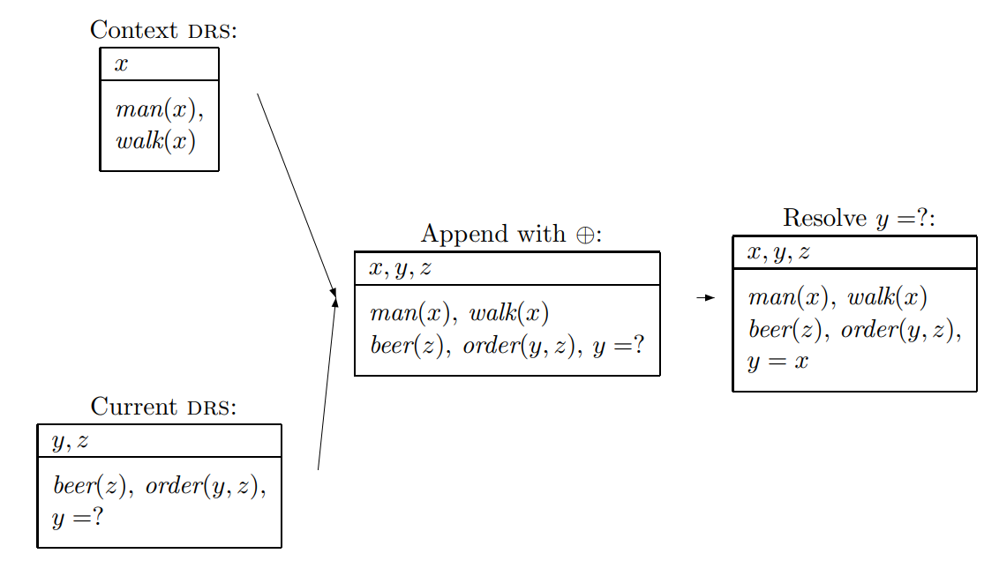 Context DRS:
x
man(x),
walk(x)
Append with ⊕:
x, y, z
man(x), walk(x)
beer(z), order(y, z), y =?
Resolve y =?:
x, y, z
man(x), walk(x)
beer(z), order(y, z),
y = x
Current DRS:
y, z
beer(z), order(y, z),
y =?